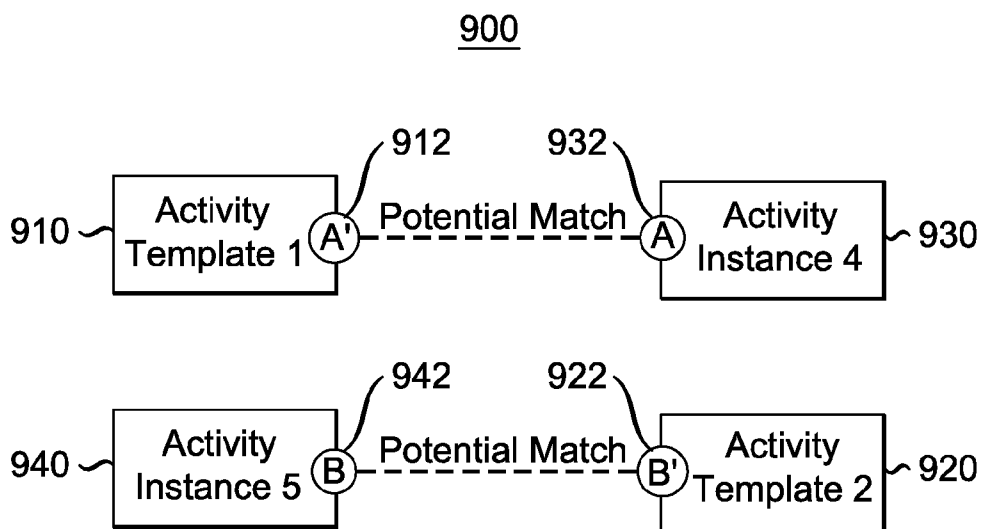 900
912 932
910 Activity Template 1 A' Potential Match A Activity Instance 4 930
942 922
940 Activity Instance 5 B Potential Match B' Activity Template 2 920